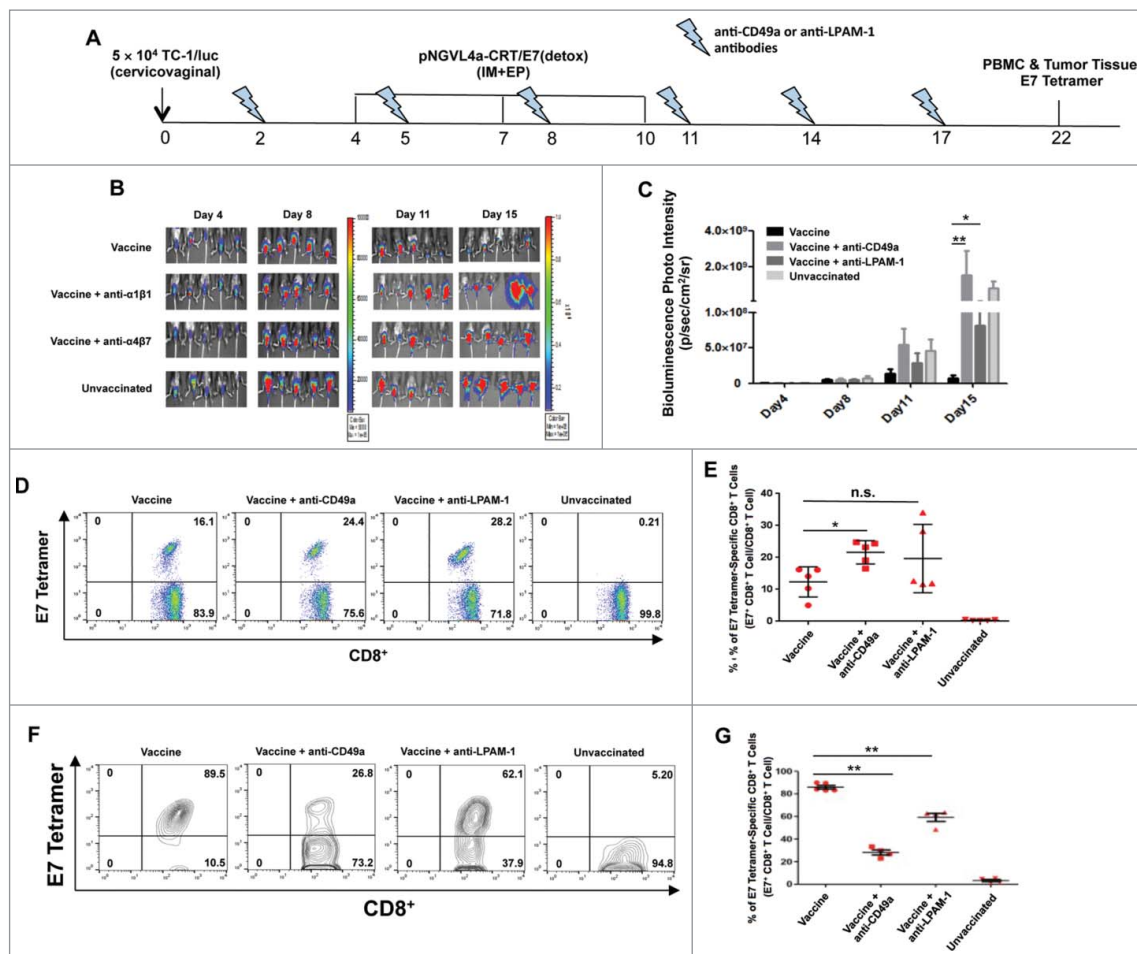 A
5 × 10⁴ TC-1/luc
(cervicovaginal)
pNGVL4a-CRT/E7(detox)
(IM+EP)
anti-CD49a or anti-LPAM-1
antibodies
PBMC & Tumor Tissue
E7 Tetramer
0 2 4 5 7 8 10 11 14 17 22
B
Day 4 Day 8 Day 11 Day 15
Vaccine
Vaccine + anti-α1β1
Vaccine + anti-α4β7
Unvaccinated
C
Bioluminescence Photo Intensity
(p/sec/cm²/sr)
4.0×10⁹
2.0×10⁹
1.0×10⁸
5.0×10⁷
0
Vaccine
Vaccine + anti-CD49a
Vaccine + anti-LPAM-1
Unvaccinated
*
**
Day4 Day8 Day11 Day15
D
Vaccine Vaccine + anti-CD49a Vaccine + anti-LPAM-1 Unvaccinated
E7 Tetramer
0 16.1 0 24.4 0 28.2 0 0.21
0 83.9 0 75.6 0 71.8 0 99.8
CD8⁺
E
% of E7 Tetramer-Specific CD8⁺ T Cells
(E7⁺ CD8⁺ T Cell/CD8⁺ T Cell)
40
30
20
10
0
n.s.
*
Vaccine
Vaccine +
anti-CD49a
Vaccine +
anti-LPAM-1
Unvaccinated
F
Vaccine Vaccine + anti-CD49a Vaccine + anti-LPAM-1 Unvaccinated
E7 Tetramer
0 89.5 0 26.8 0 62.1 0 5.20
0 10.5 0 73.2 0 37.9 0 94.8
CD8⁺
G
% of E7 Tetramer-Specific CD8⁺ T Cells
(E7⁺ CD8⁺ T Cell/CD8⁺ T Cell)
100
80
60
40
20
0
**
**
Vaccine
Vaccine +
anti-CD49a
Vaccine +
anti-LPAM-1
Unvaccinated